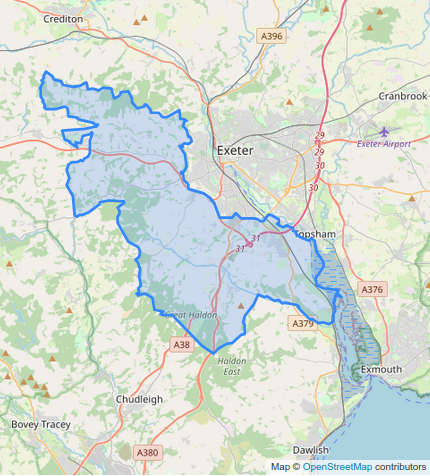 Crediton
A396
Cranbrook
29
Exeter
Exeter Airport
29
30
30
31
31
Topsham
A376
Great Haldon
A379
A38
Haldon
East
Exmouth
Chudleigh
Bovey Tracey
A380
Dawlish
Map © OpenStreetMap contributors